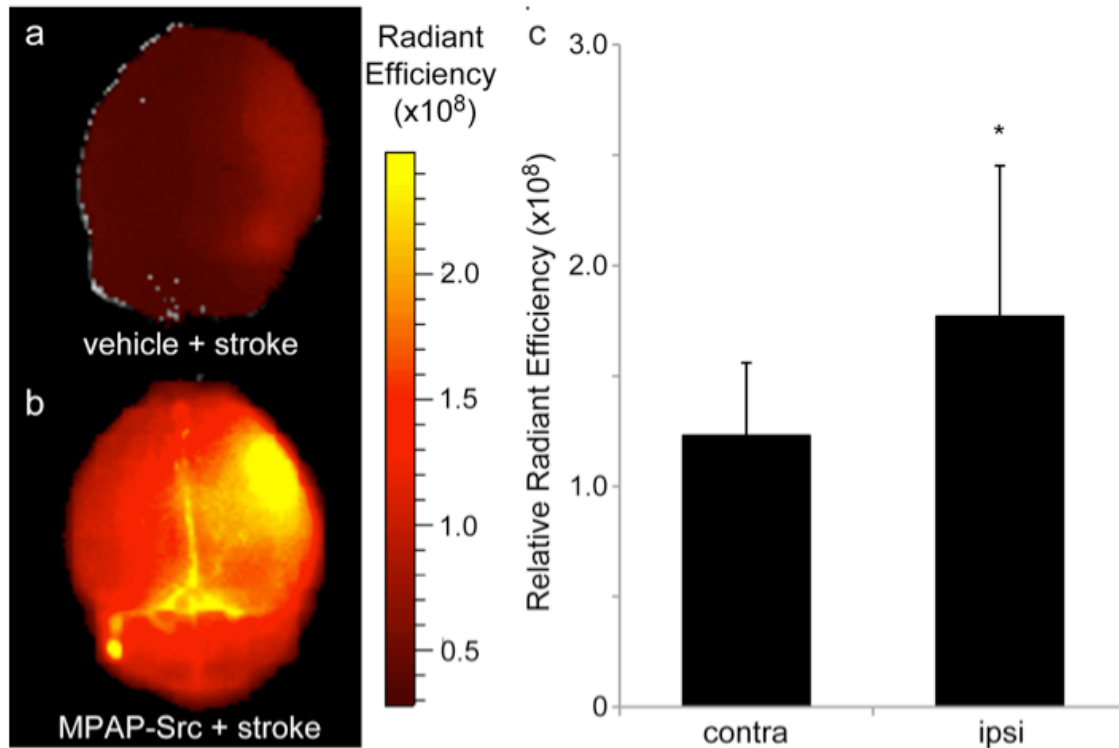 a
vehicle + stroke
b
MPAP-Src + stroke
Radiant
Efficiency
(x10⁸)
2.0
1.5
1.0
0.5
c
Relative Radiant Efficiency (x10⁸)
3.0
2.0
1.0
0
*
contra
ipsi